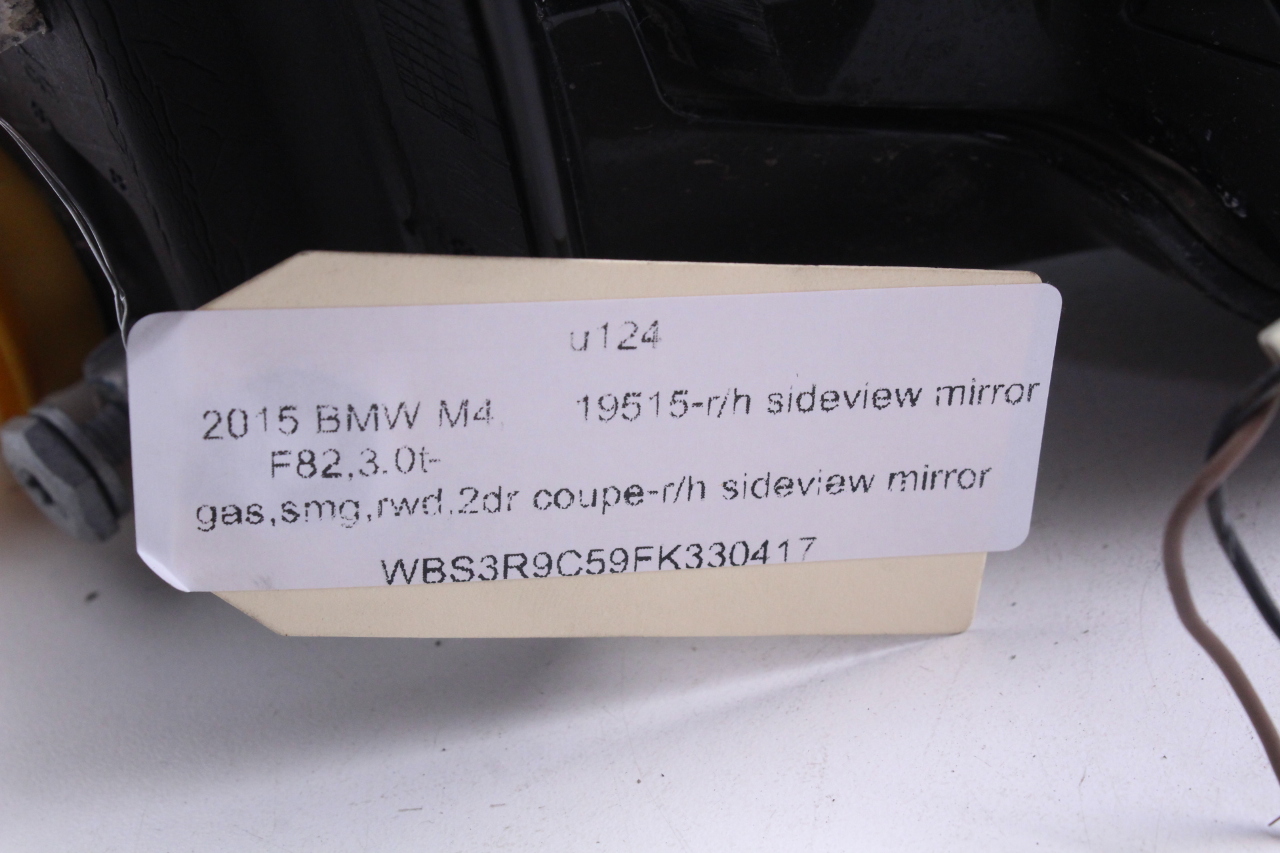 u124
2015 BMW M4 19515-r/h sideview mirror
F82,3.0t-
gas,smg,rwd,2dr coupe-r/h sideview mirror
WBS3R9C59FK330417